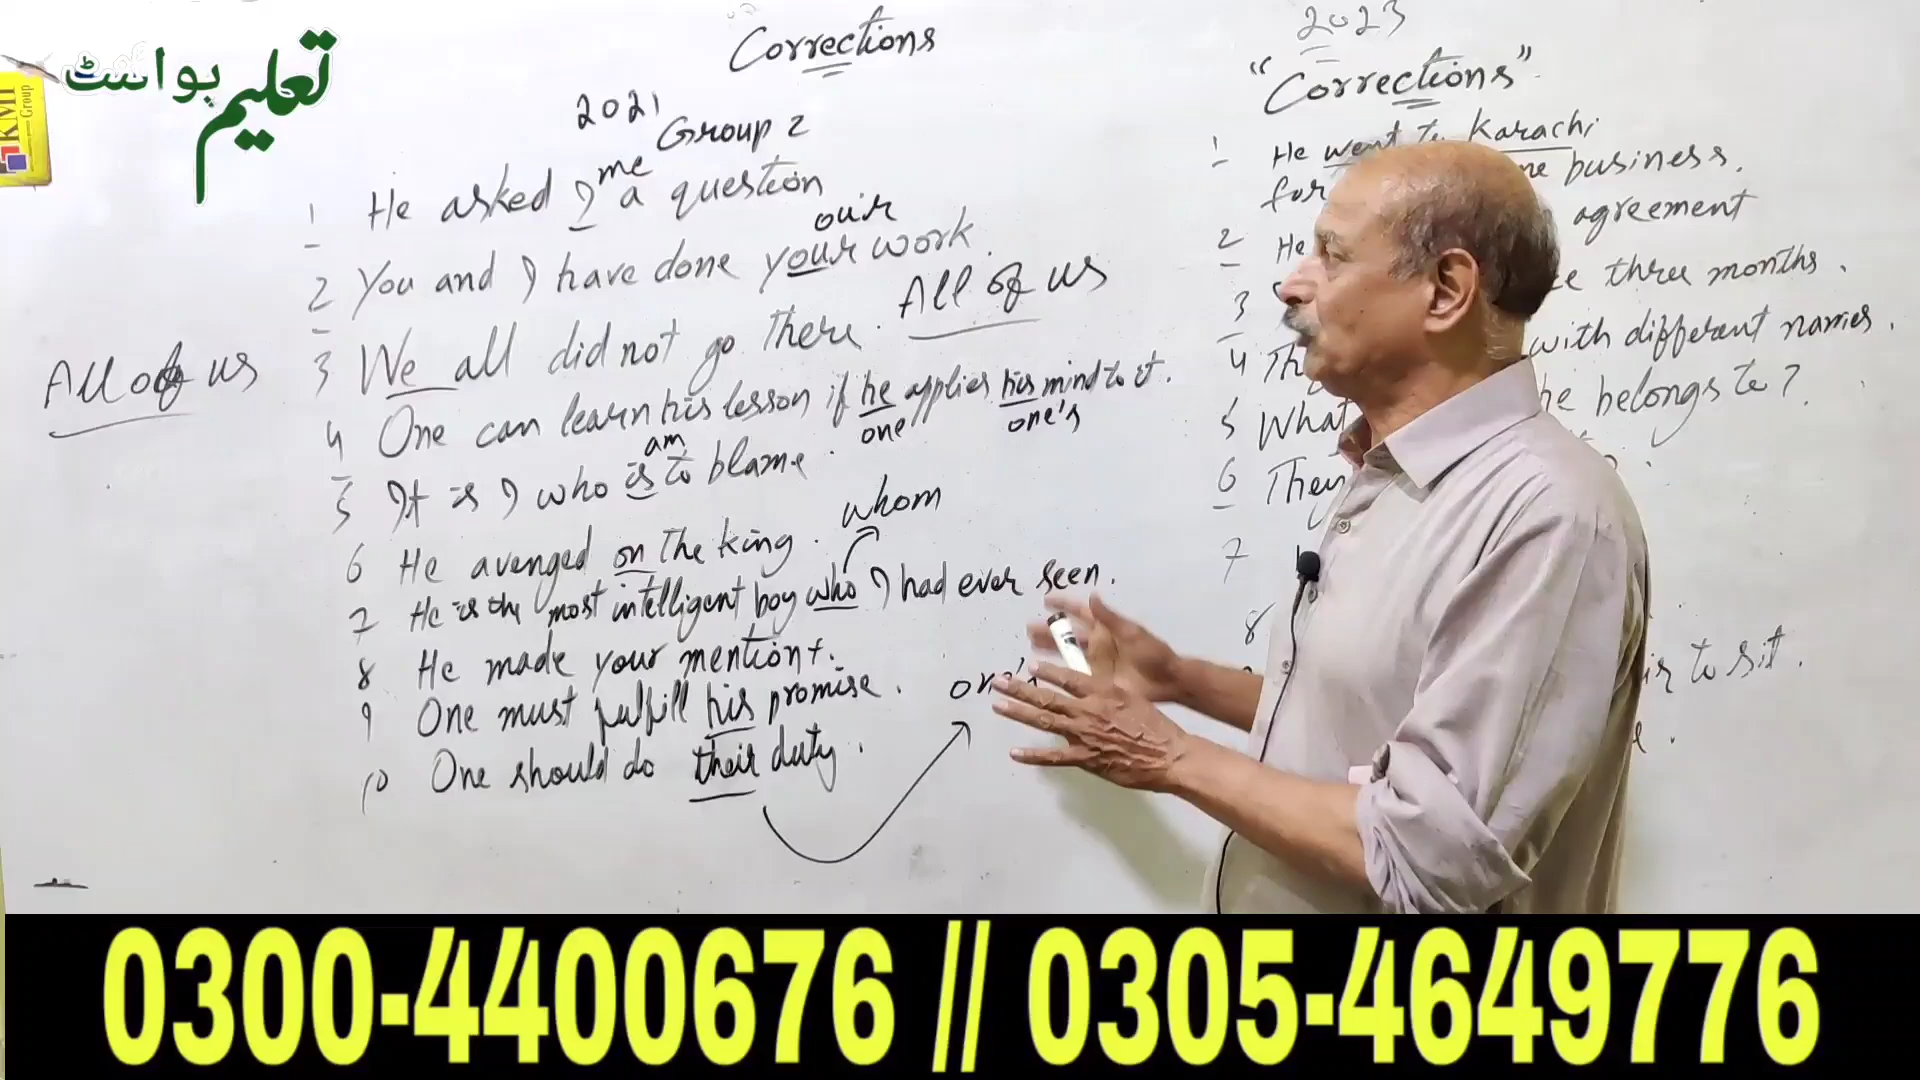 تعلیم پوائنٹ
KMI
Group
Corrections
2021
Group 2
me
1 He asked I a question
our
2 You and I have done your work.
All of us
3 We all did not go there.
All of us
4 One can learn his lesson if he applies his mind to it.
one one's
am
5 It is I who is to blame.
6 He avenged on the king.
whom
7 He is the most intelligent boy who I had ever seen.
8 He made your mention.
9 One must fulfill his promise.
10 One should do their duty.
2023
"Corrections"
1 He went to Karachi
for business.
2 He agreement
3 three months.
4 with different names.
5 What he belongs to?
6 They
7
8
to sit.
0300-4400676 // 0305-4649776